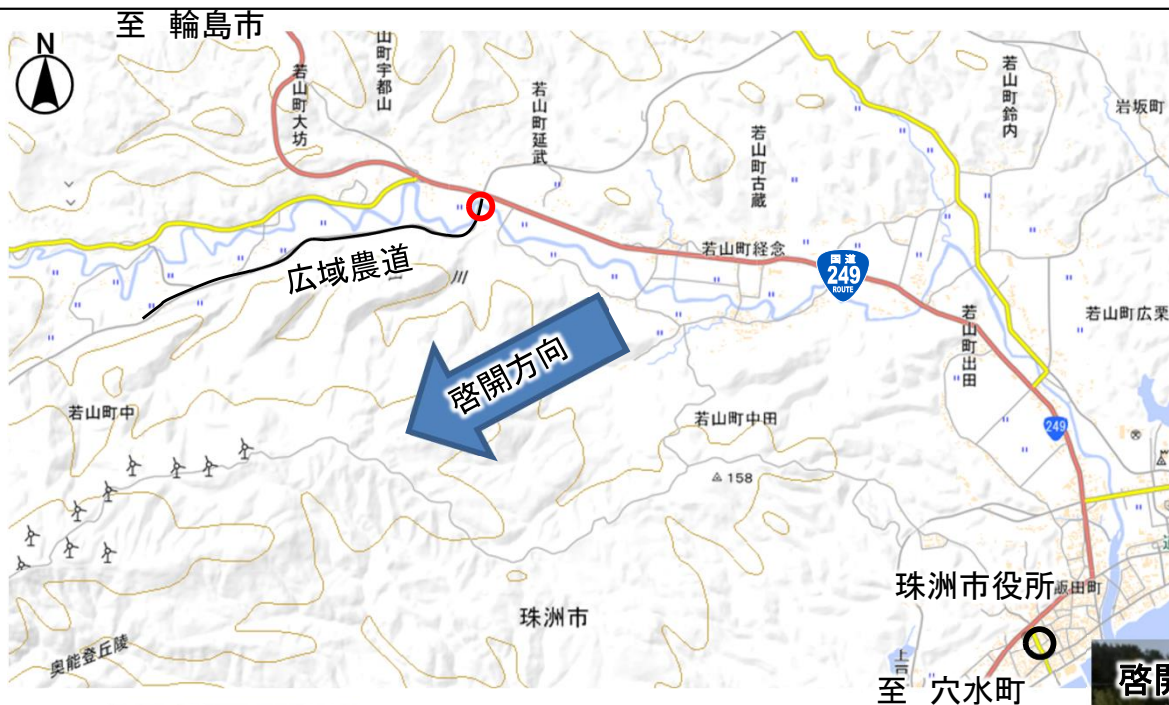 至 輪島市
N
若山町大坊
山町宇都山
若山町延武
若山町古蔵
若山町鈴内
岩坂町
広域農道
若山町経念
国道
249
ROUTE
若山町出田
若山町広栗
啓開方向
若山町中
若山町中田
249
158
珠洲市
奥能登丘陵
珠洲市役所
飯田町
上戸
至 穴水町
啓開